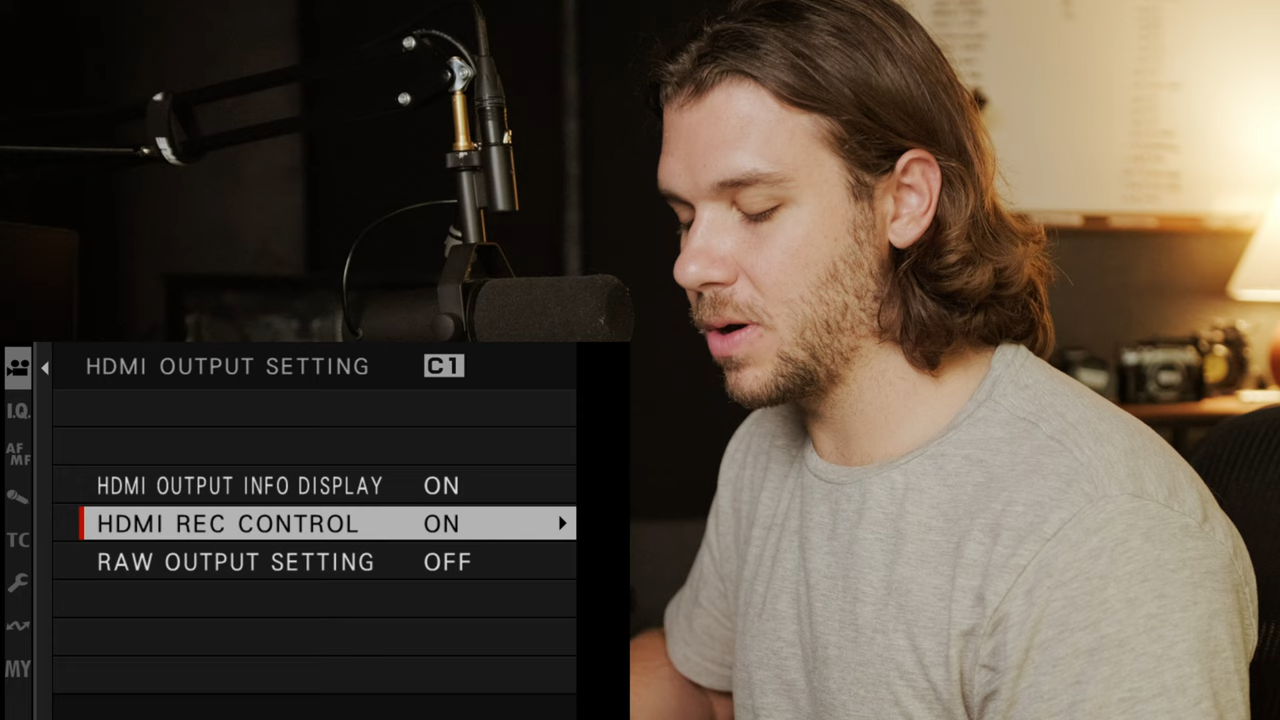 HDMI OUTPUT SETTING C1
I.Q.
AF
MF
HDMI OUTPUT INFO DISPLAY ON
HDMI REC CONTROL ON
TC
RAW OUTPUT SETTING OFF
MY